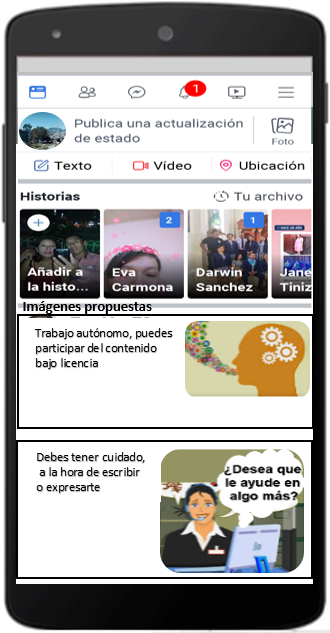 1
Publica una actualización
de estado
Foto
Texto
Vídeo
Ubicación
Historias
Tu archivo
Añadir a
la histo...
Eva
Carmona
2
Darwin
Sanchez
1
Jane
Tiniz
Imágenes propuestas
Trabajo autónomo, puedes
participar del contenido
bajo licencia
Debes tener cuidado,
a la hora de escribir
o expresarte
¿Desea que
le ayude en
algo más?